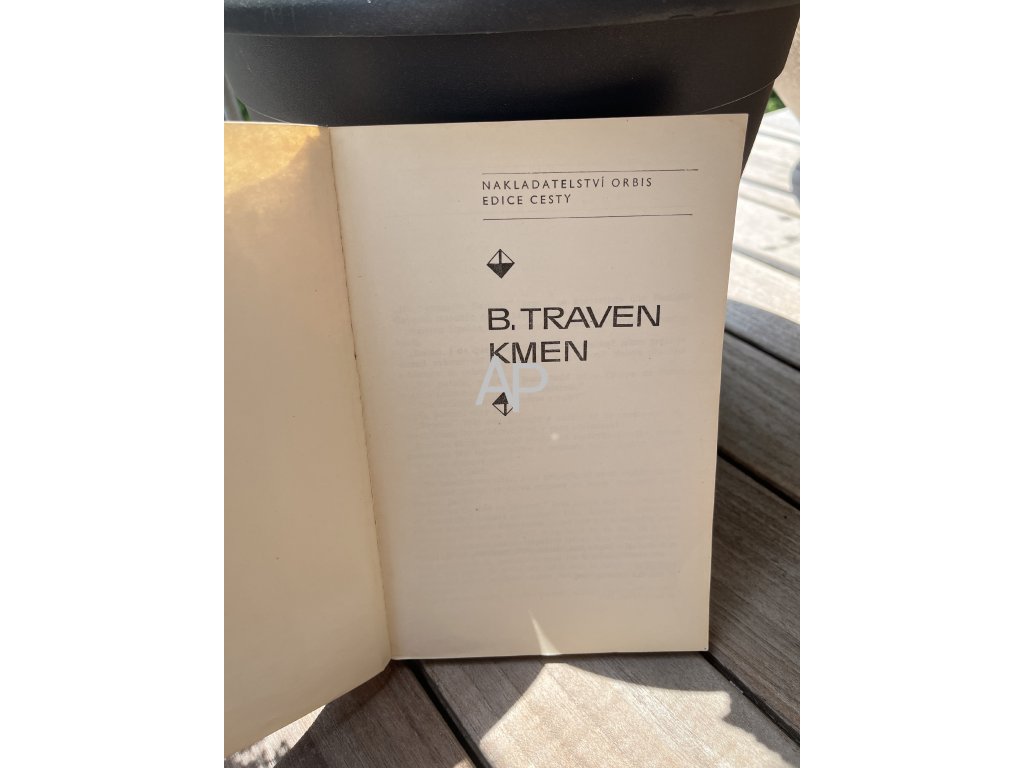 NAKLADATELSTVÍ ORBIS
EDICE CESTY
B. TRAVEN
KMEN
AP